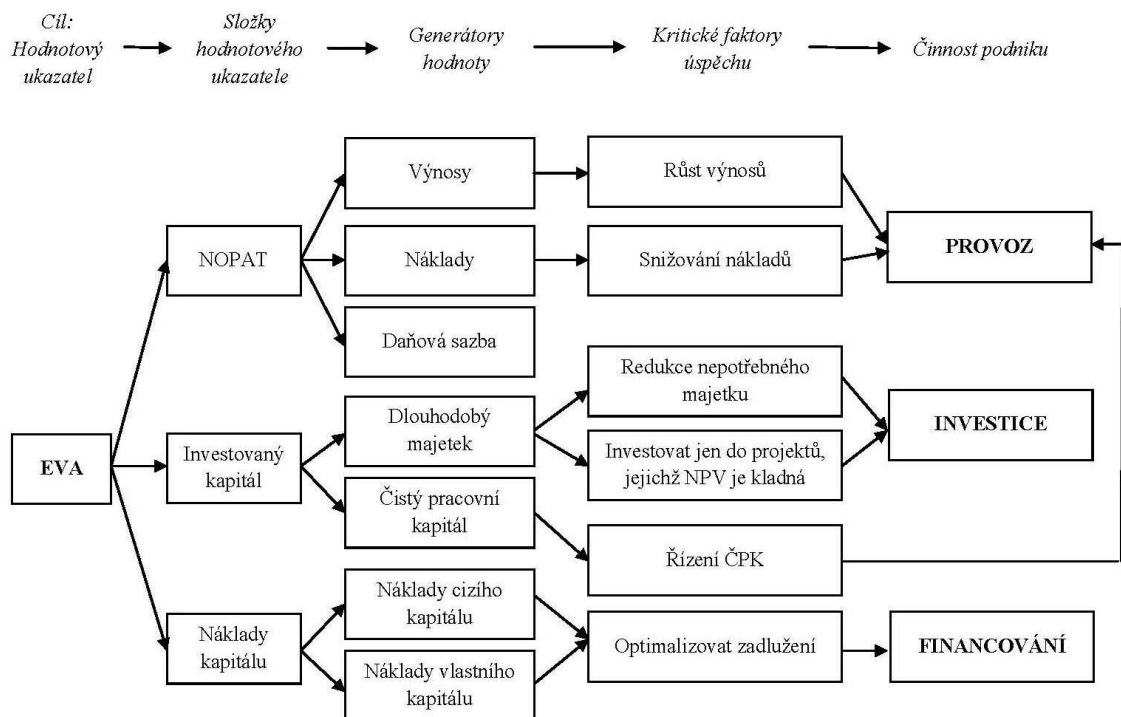 Cíl:
Hodnotový
ukazatel
Složky
hodnotového
ukazatele
Generátory
hodnoty
Kritické faktory
úspěchu
Činnost podniku
Výnosy
Růst výnosů
PROVOZ
NOPAT
Náklady
Snižování nákladů
Daňová sazba
Redukce nepotřebného
majetku
INVESTICE
Dlouhodobý
majetek
EVA
Investovaný
kapitál
Investovat jen do projektů,
jejichž NPV je kladná
Čistý pracovní
kapitál
Řízení ČPK
Náklady cizího
kapitálu
Náklady
kapitálu
Optimalizovat zadlužení
FINANCOVÁNÍ
Náklady vlastního
kapitálu